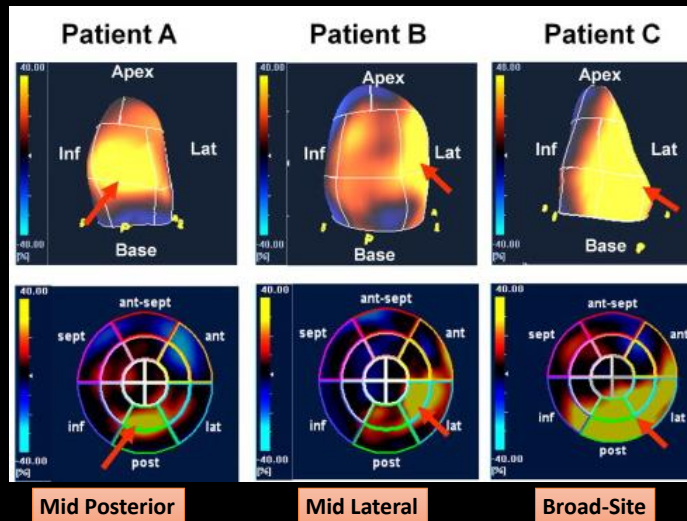 Patient A
Patient B
Patient C
40.00
Apex
Inf
Lat
-40.00
[%]
Base
40.00
Apex
Inf
Lat
-40.00
[%]
P
Base
40.00
Apex
Inf
Lat
-40.00
[%]
Base
P
40.00
ant-sept
sept
ant
inf
lat
post
-40.00
[%]
40.00
ant-sept
sept
ant
inf
lat
post
-40.00
[%]
40.00
ant-sept
sept
ant
inf
lat
post
-40.00
[%]
Mid Posterior
Mid Lateral
Broad-Site